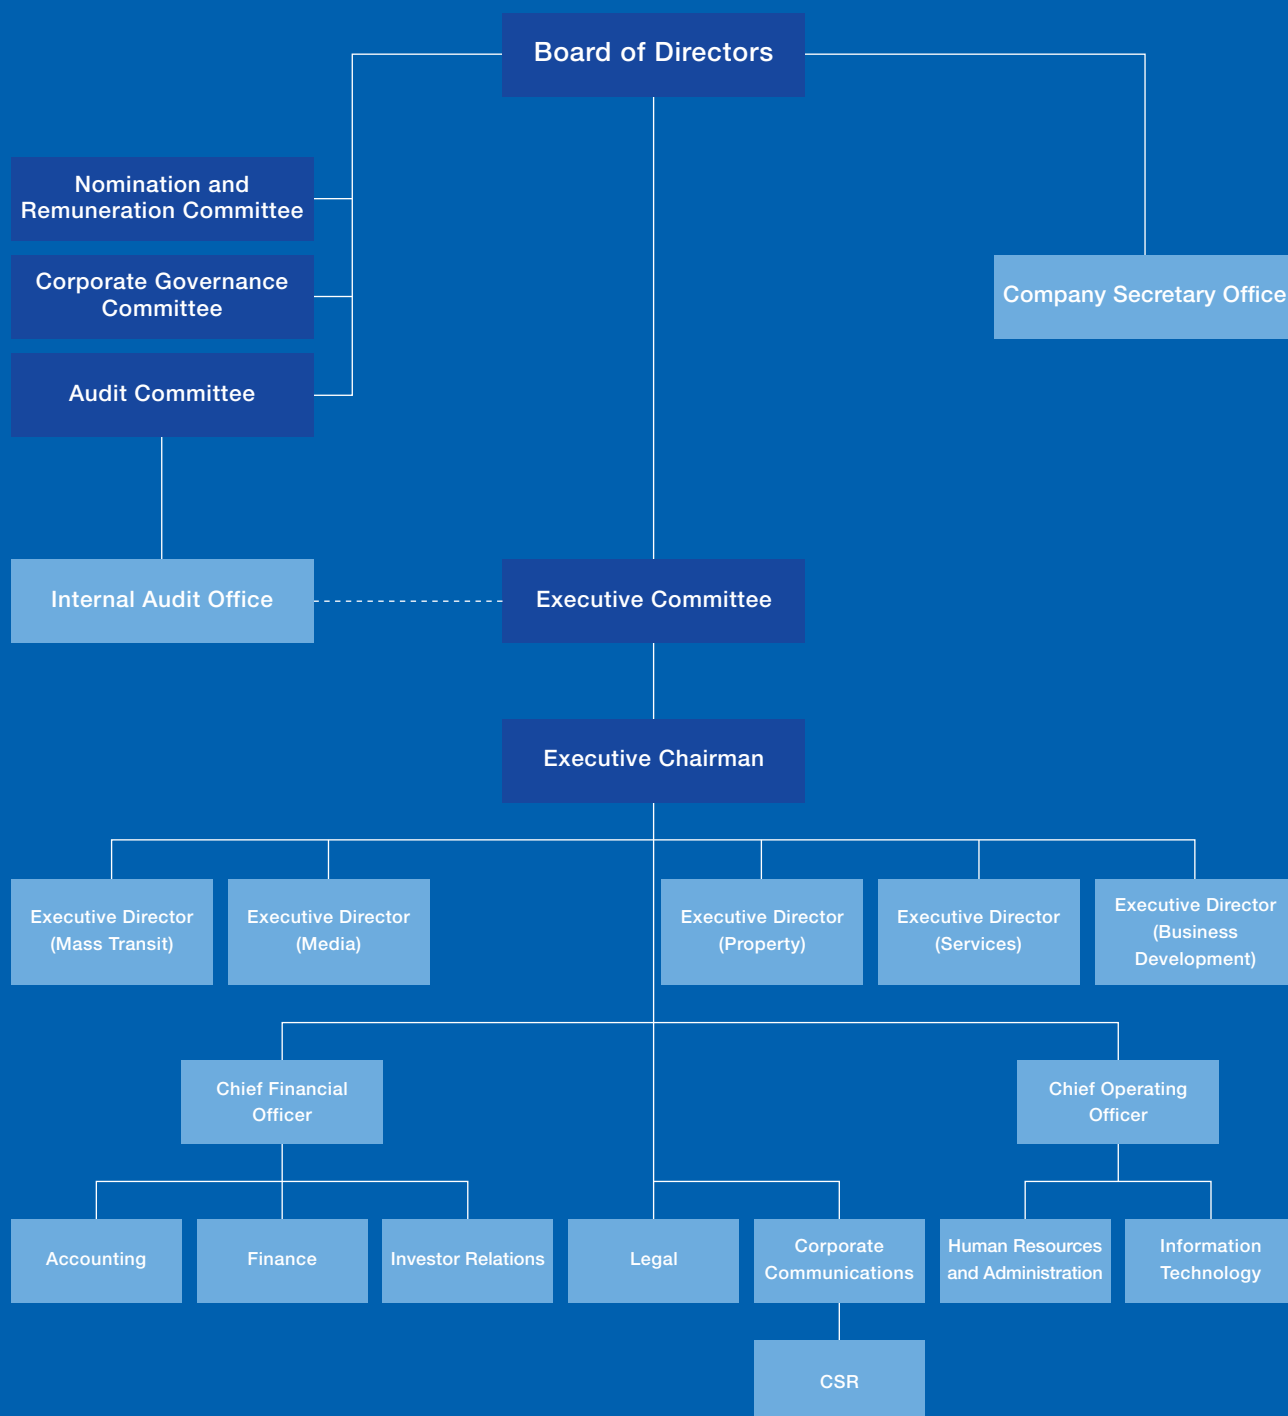 Board of Directors
Nomination and
Remuneration Committee
Corporate Governance
Committee
Company Secretary Office
Audit Committee
Internal Audit Office
Executive Committee
Executive Chairman
Executive Director
(Mass Transit)
Executive Director
(Media)
Executive Director
(Property)
Executive Director
(Services)
Executive Director
(Business
Development)
Chief Financial
Officer
Chief Operating
Officer
Accounting
Finance
Investor Relations
Legal
Corporate
Communications
Human Resources
and Administration
Information
Technology
CSR